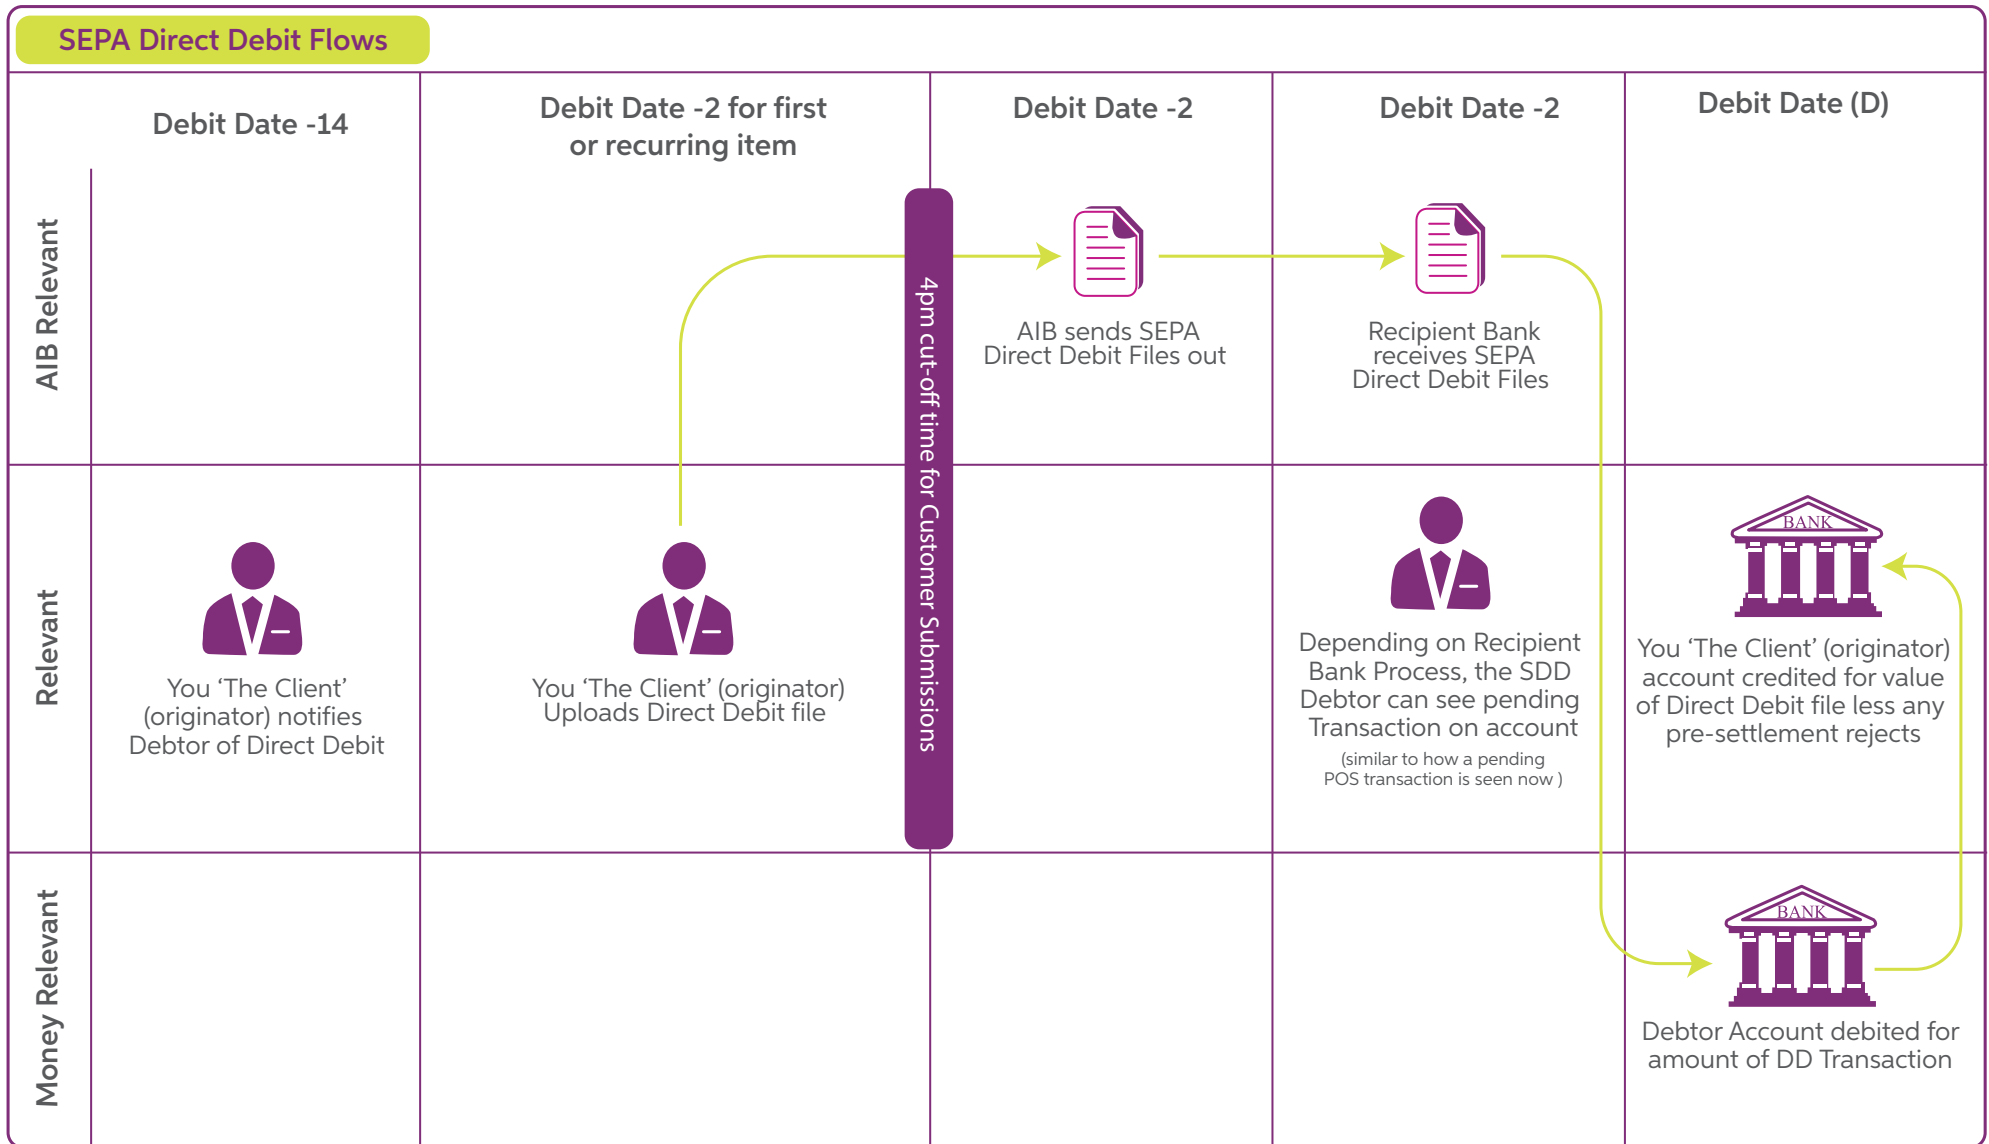 SEPA Direct Debit Flows
Debit Date -14
Debit Date -2 for first
or recurring item
Debit Date -2
Debit Date -2
Debit Date (D)
AIB Relevant
4pm cut-off time for Customer Submissions
AIB sends SEPA
Direct Debit Files out
Recipient Bank
receives SEPA
Direct Debit Files
Relevant
You ‘The Client’
(originator) notifies
Debtor of Direct Debit
You ‘The Client’ (originator)
Uploads Direct Debit file
Depending on Recipient
Bank Process, the SDD
Debtor can see pending
Transaction on account
(similar to how a pending
POS transaction is seen now )
BANK
You ‘The Client’ (originator)
account credited for value
of Direct Debit file less any
pre-settlement rejects
Money Relevant
BANK
Debtor Account debited for
amount of DD Transaction